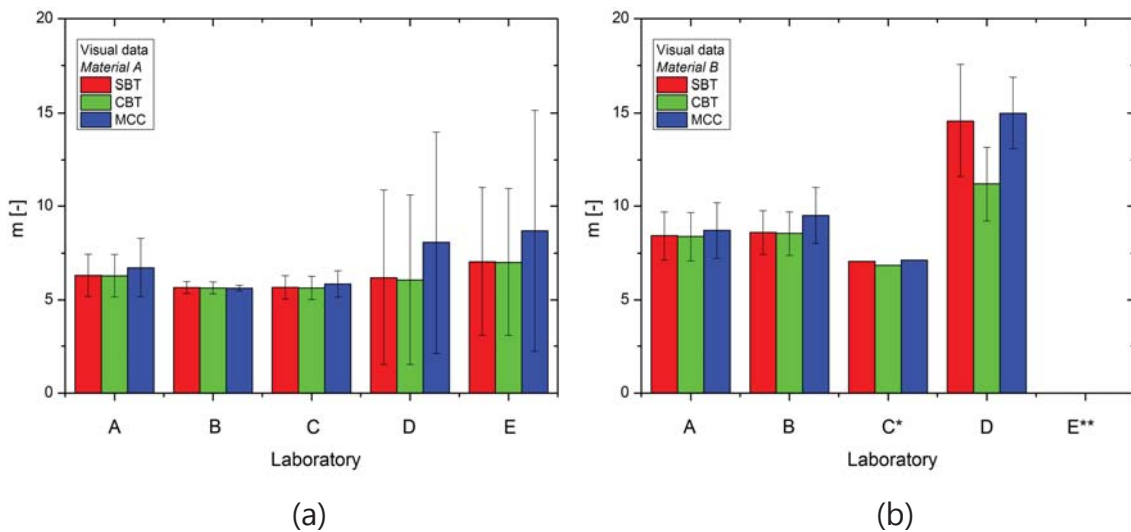 20
15
10
5
0
m [-]
Visual data
Material A
SBT
CBT
MCC
A B C D E
Laboratory
(a)
20
15
10
5
0
m [-]
Visual data
Material B
SBT
CBT
MCC
A B C* D E**
Laboratory
(b)